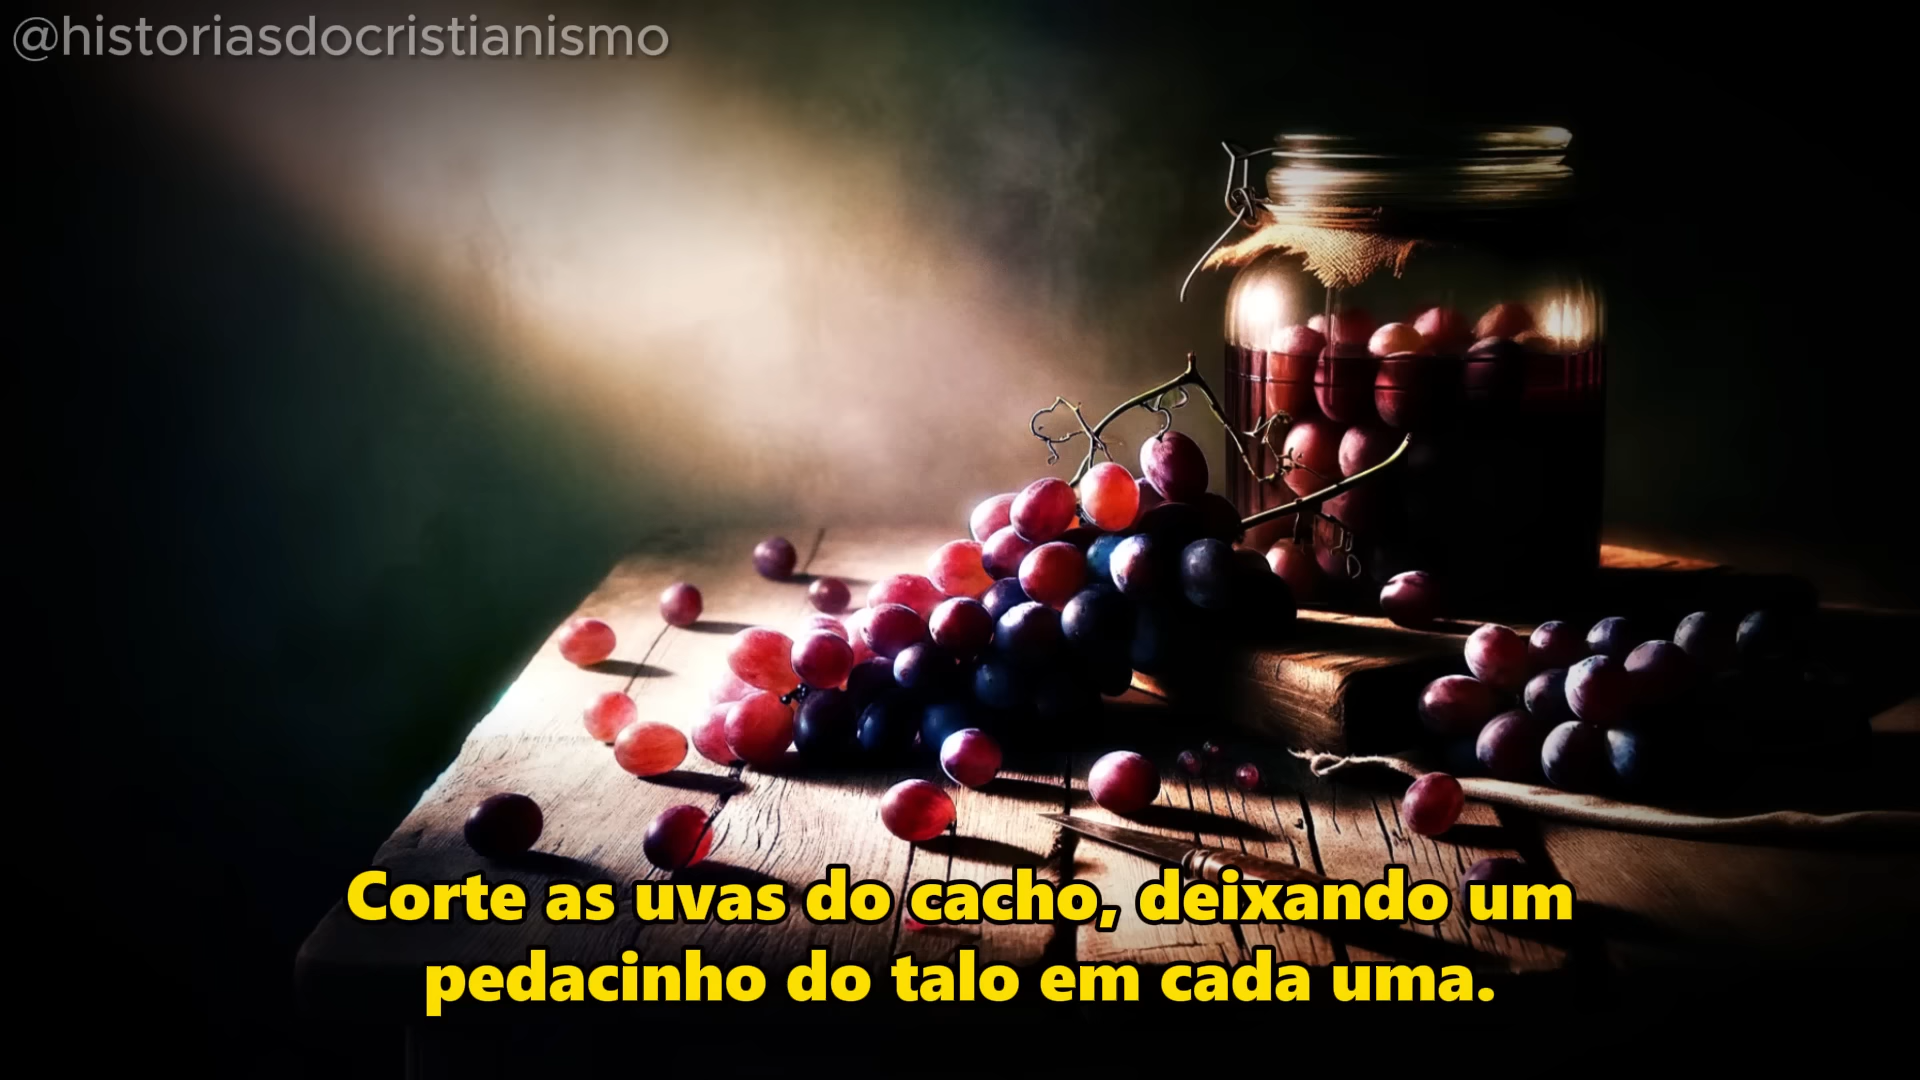 @historiasdocristianismo
Corte as uvas do cacho, deixando um
pedacinho do talo em cada uma.